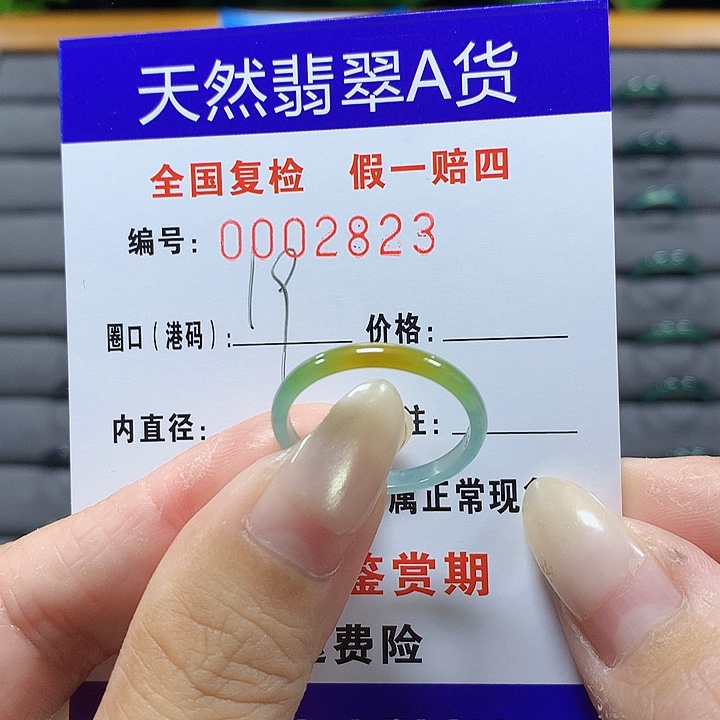 天然翡翠A货
全国复检 假一赔四
编号: 0002823
圈口(港码): 19 价格:
内直径: 注:
属正常现
鉴赏期
费险